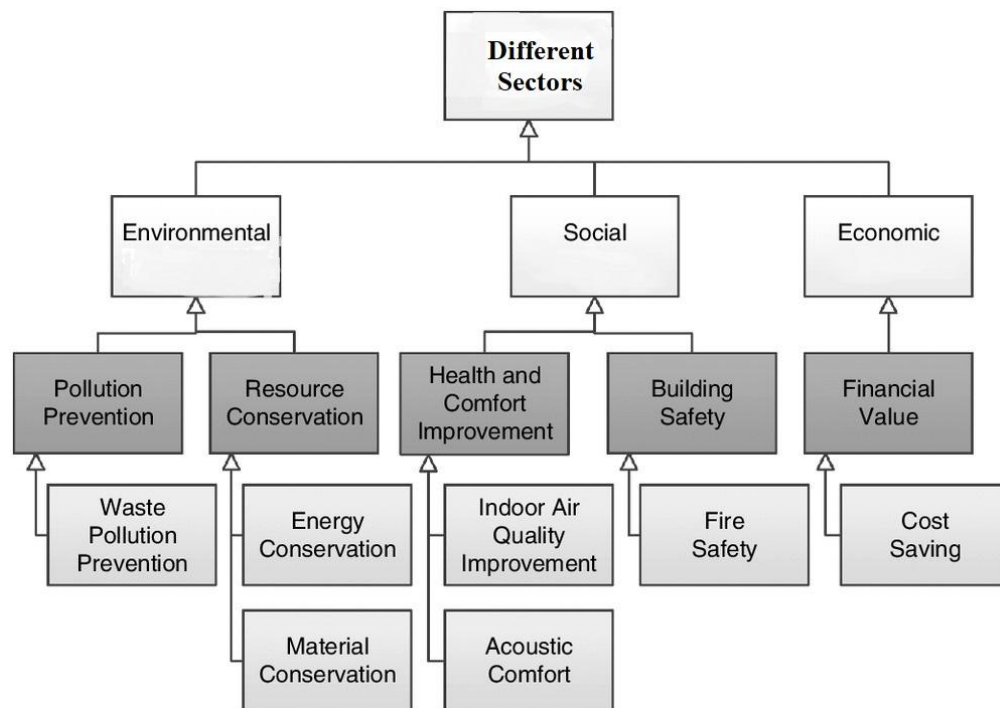 Different
Sectors
Environmental
Social
Economic
Pollution
Prevention
Resource
Conservation
Health and
Comfort
Improvement
Building
Safety
Financial
Value
Waste
Pollution
Prevention
Energy
Conservation
Indoor Air
Quality
Improvement
Fire
Safety
Cost
Saving
Material
Conservation
Acoustic
Comfort